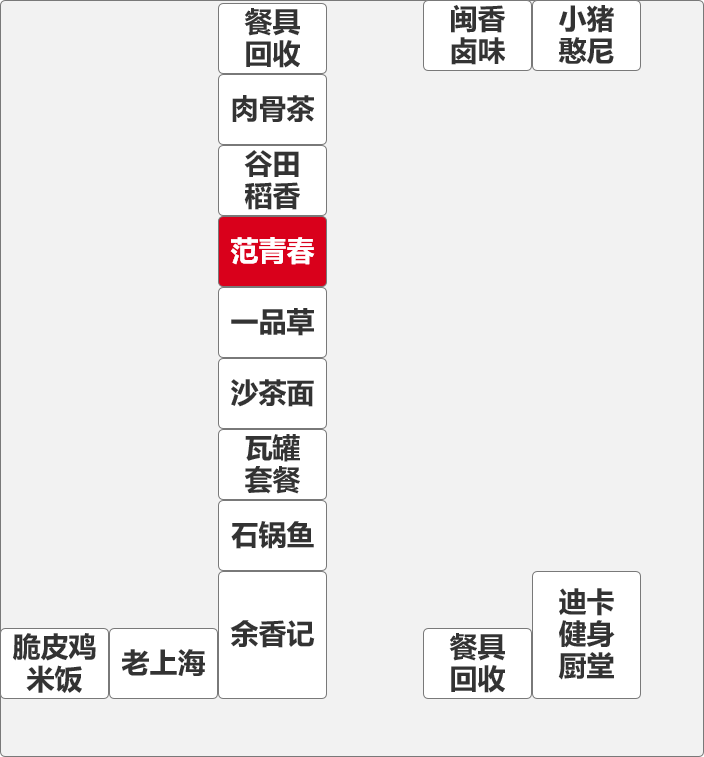 餐具
回收
闽香
卤味
小猪
憨尼
肉骨茶
谷田
稻香
范青春
一品草
沙茶面
瓦罐
套餐
石锅鱼
余香记
脆皮鸡
米饭
老上海
餐具
回收
迪卡
健身
厨堂